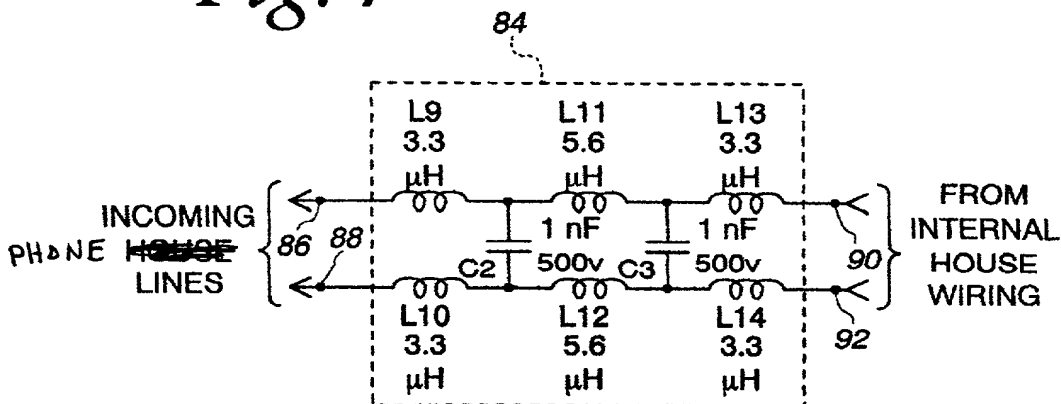 Fig.
84
L9
3.3
µH
L11
5.6
µH
L13
3.3
µH
INCOMING
PHONE HOUSE
LINES
86
88
1 nF
500v
C2
1 nF
500v
C3
90
92
FROM
INTERNAL
HOUSE
WIRING
L10
3.3
µH
L12
5.6
µH
L14
3.3
µH